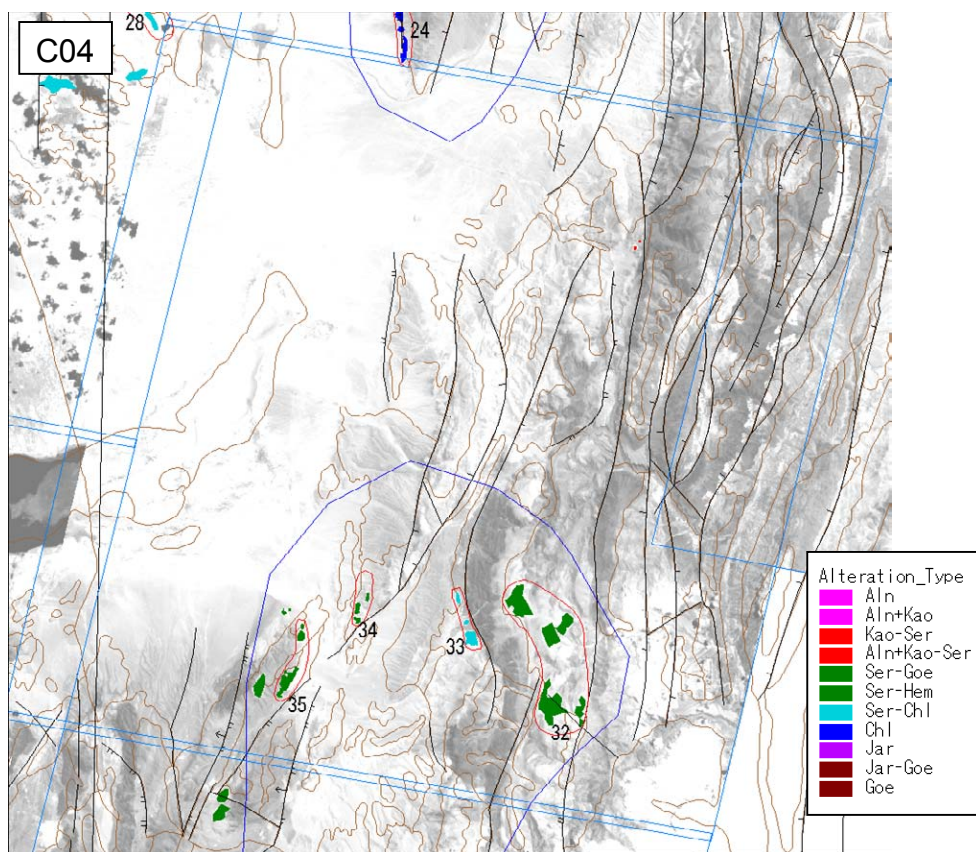 28
24
C04
34
33
35
32
Alteration_Type
Aln
Aln+Kao
Kao-Ser
Aln+Kao-Ser
Ser-Goe
Ser-Hem
Ser-Chl
Chl
Jar
Jar-Goe
Goe